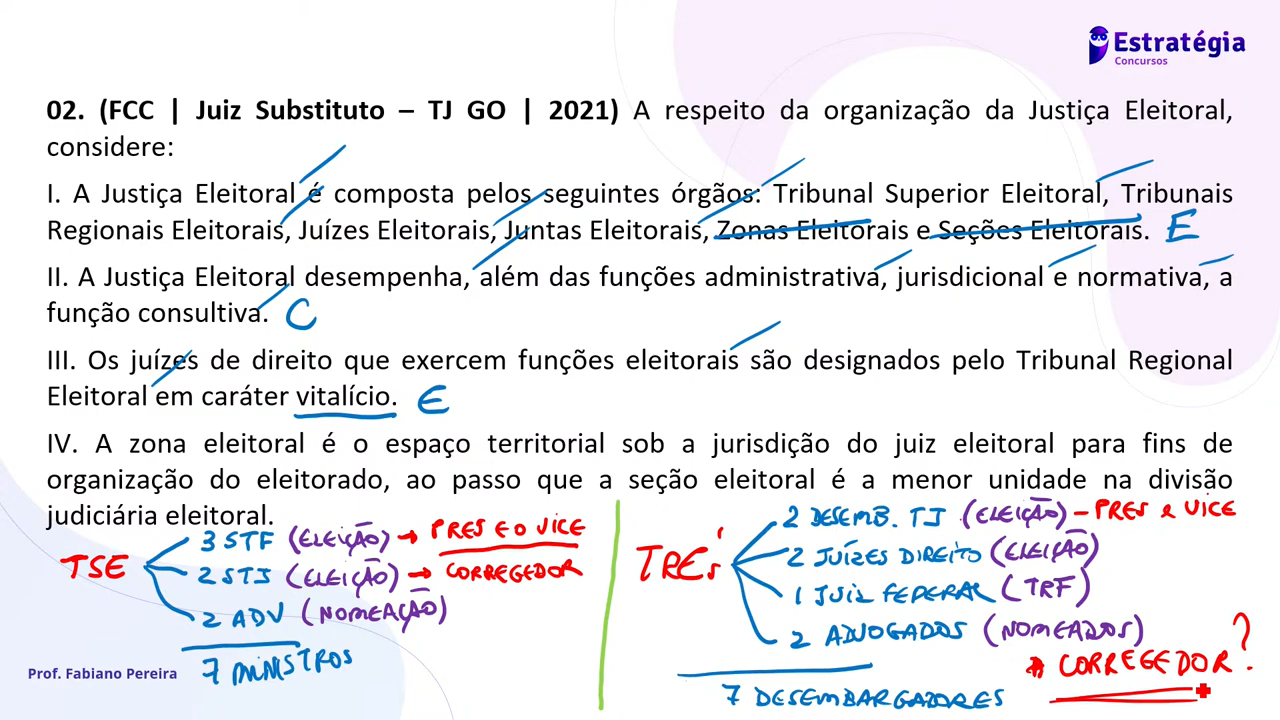 Estratégia
Concursos
02. (FCC | Juiz Substituto – TJ GO | 2021) A respeito da organização da Justiça Eleitoral,
considere:
I. A Justiça Eleitoral é composta pelos seguintes órgãos: Tribunal Superior Eleitoral, Tribunais
Regionais Eleitorais, Juízes Eleitorais, Juntas Eleitorais, Zonas Eleitorais e Seções Eleitorais. E
II. A Justiça Eleitoral desempenha, além das funções administrativa, jurisdicional e normativa, a
função consultiva. C
III. Os juízes de direito que exercem funções eleitorais são designados pelo Tribunal Regional
Eleitoral em caráter vitalício. E
IV. A zona eleitoral é o espaço territorial sob a jurisdição do juiz eleitoral para fins de
organização do eleitorado, ao passo que a seção eleitoral é a menor unidade na divisão
judiciária eleitoral.
TSE
3 STF (ELEIÇÃO) → PRES E O VICE
2 STJ (ELEIÇÃO) → CORREGEDOR
2 ADV (NOMEAÇÃO)
7 MINISTROS
TREs
2 DESEMB. TJ (ELEIÇÃO) – PRES E VICE
2 JUÍZES DIREITO (ELEIÇÃO)
1 JUIZ FEDERAL (TRF)
2 ADVOGADOS (NOMEADOS)
CORREGEDOR?
7 DESEMBARGADORES
Prof. Fabiano Pereira